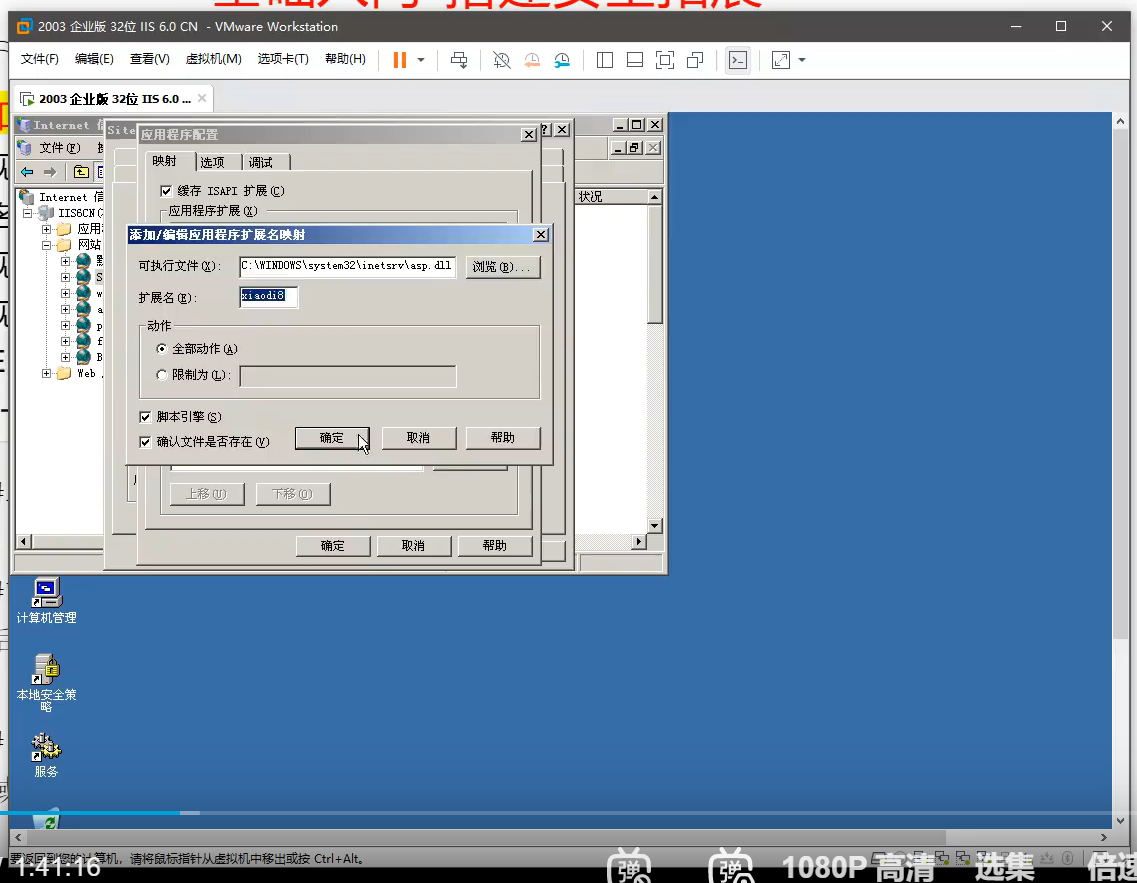 2003 企业版 32位 IIS 6.0 CN - VMware Workstation
文件(F) 编辑(E) 查看(V) 虚拟机(M) 选项卡(T) 帮助(H)
2003 企业版 32位 IIS 6.0 ...
Internet
Site
应用程序配置
文件(F)
映射 选项 调试
缓存 ISAPI 扩展(C)
应用程序扩展(X)
状况
Internet
IIS6CN
网站
Web
添加/编辑应用程序扩展名映射
可执行文件(X): C:\WINDOWS\system32\inetsrv\asp.dll 浏览(B)...
扩展名(E): xiaodi8
动作
全部动作(A)
限制为(L):
脚本引擎(S)
确认文件是否存在(V)
确定 取消 帮助
上移(U) 下移(O)
确定 取消 帮助
计算机管理
本地安全策
略
服务
要返回到您的计算机，请将鼠标指针从虚拟机中移出或按 Ctrl+Alt。
/ 1:41:16
弹 弹 1080P 高清 选集 倍速